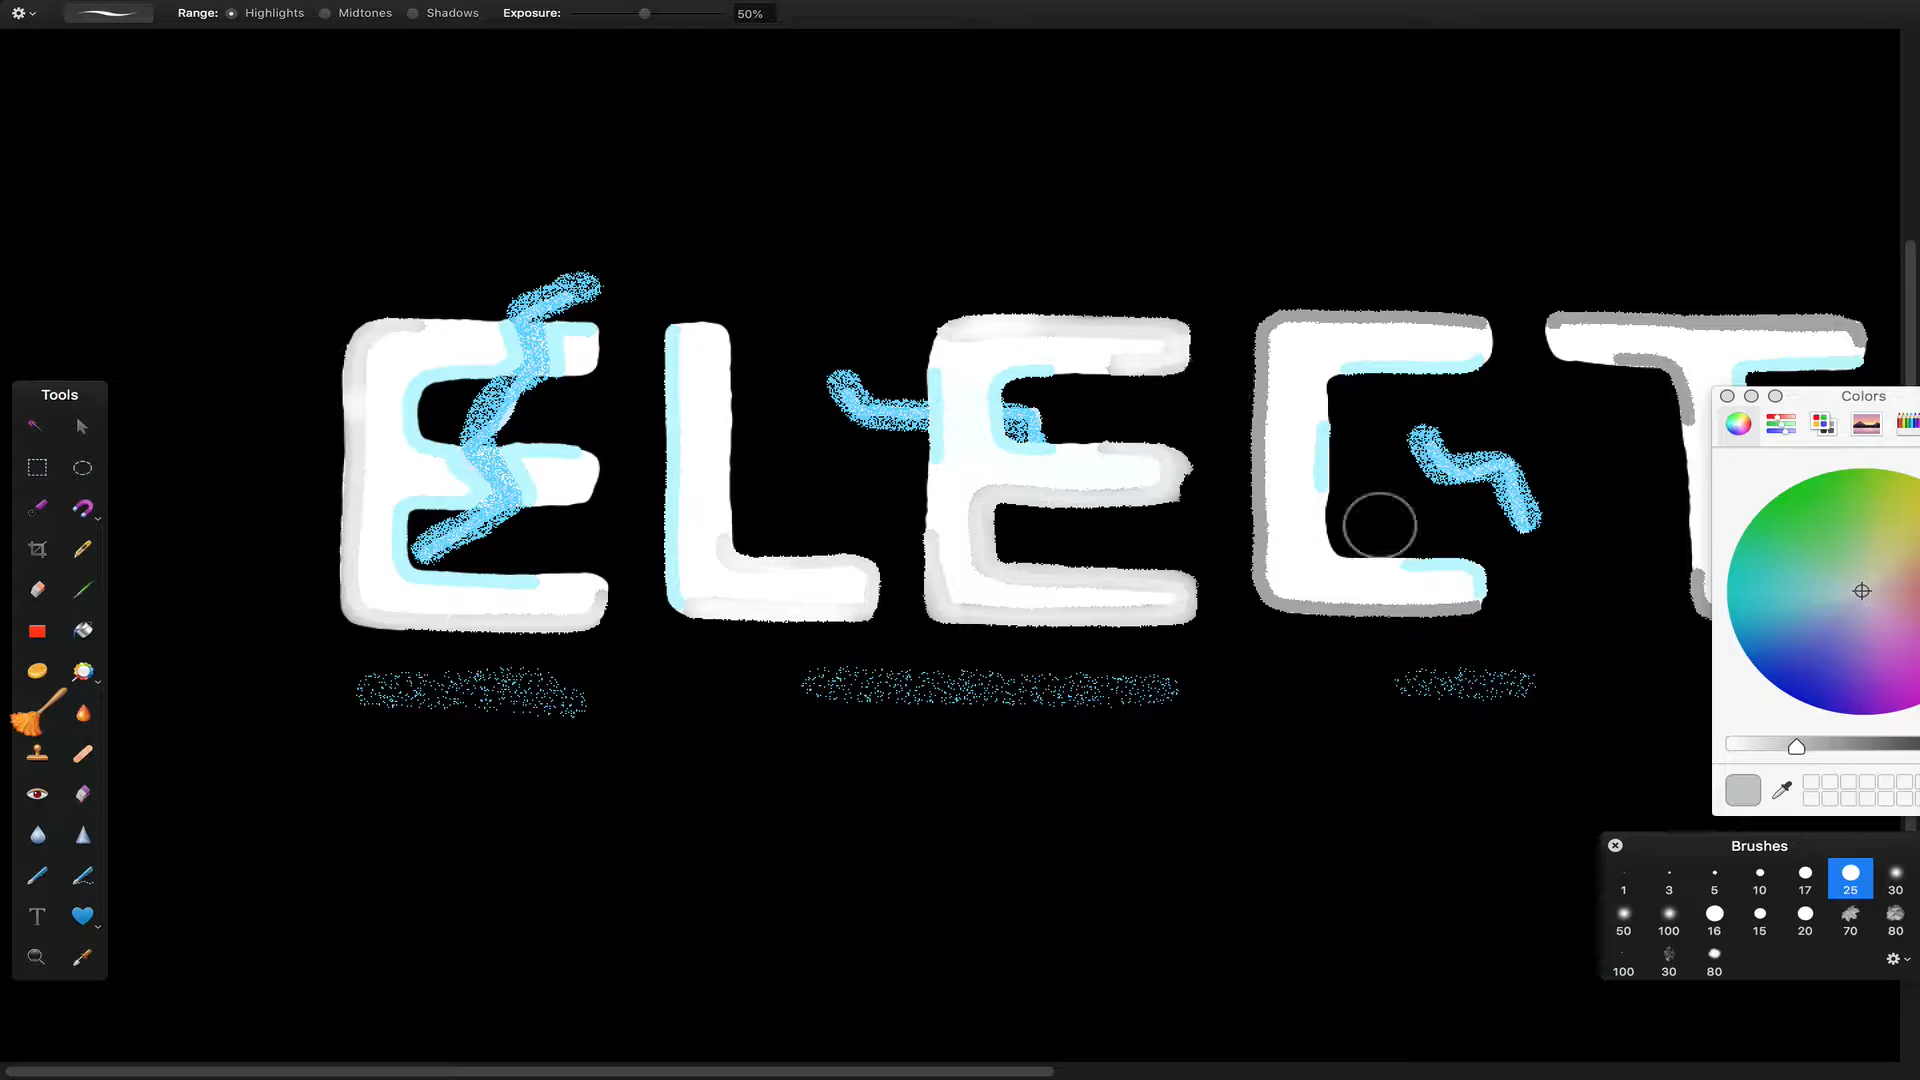 Range: Highlights Midtones Shadows Exposure: 50%
ELECT
Tools
T
Colors
Brushes
1 3 5 10 17 25 30
50 100 16 15 20 70 80
100 30 80